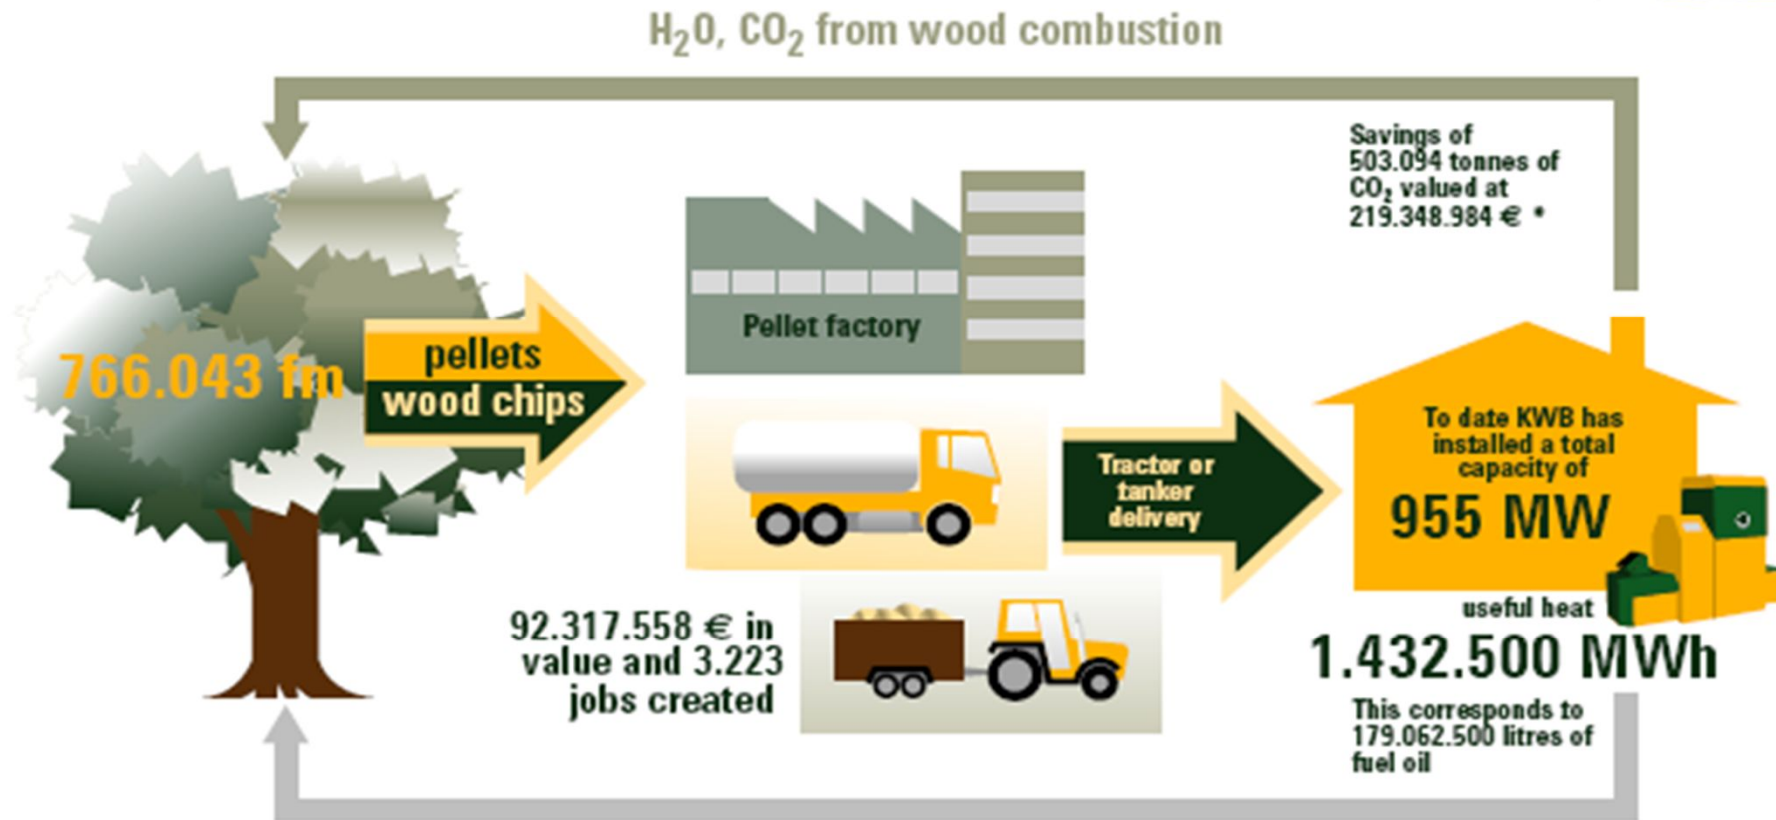 H₂O, CO₂ from wood combustion
Savings of
503.094 tonnes of
CO₂ valued at
219.348.984 € *
766.043 fm
pellets
wood chips
Pellet factory
Tractor or
tanker
delivery
To date KWB has
installed a total
capacity of
955 MW
useful heat
1.432.500 MWh
92.317.558 € in
value and 3.223
jobs created
This corresponds to
179.062.500 litres of
fuel oil